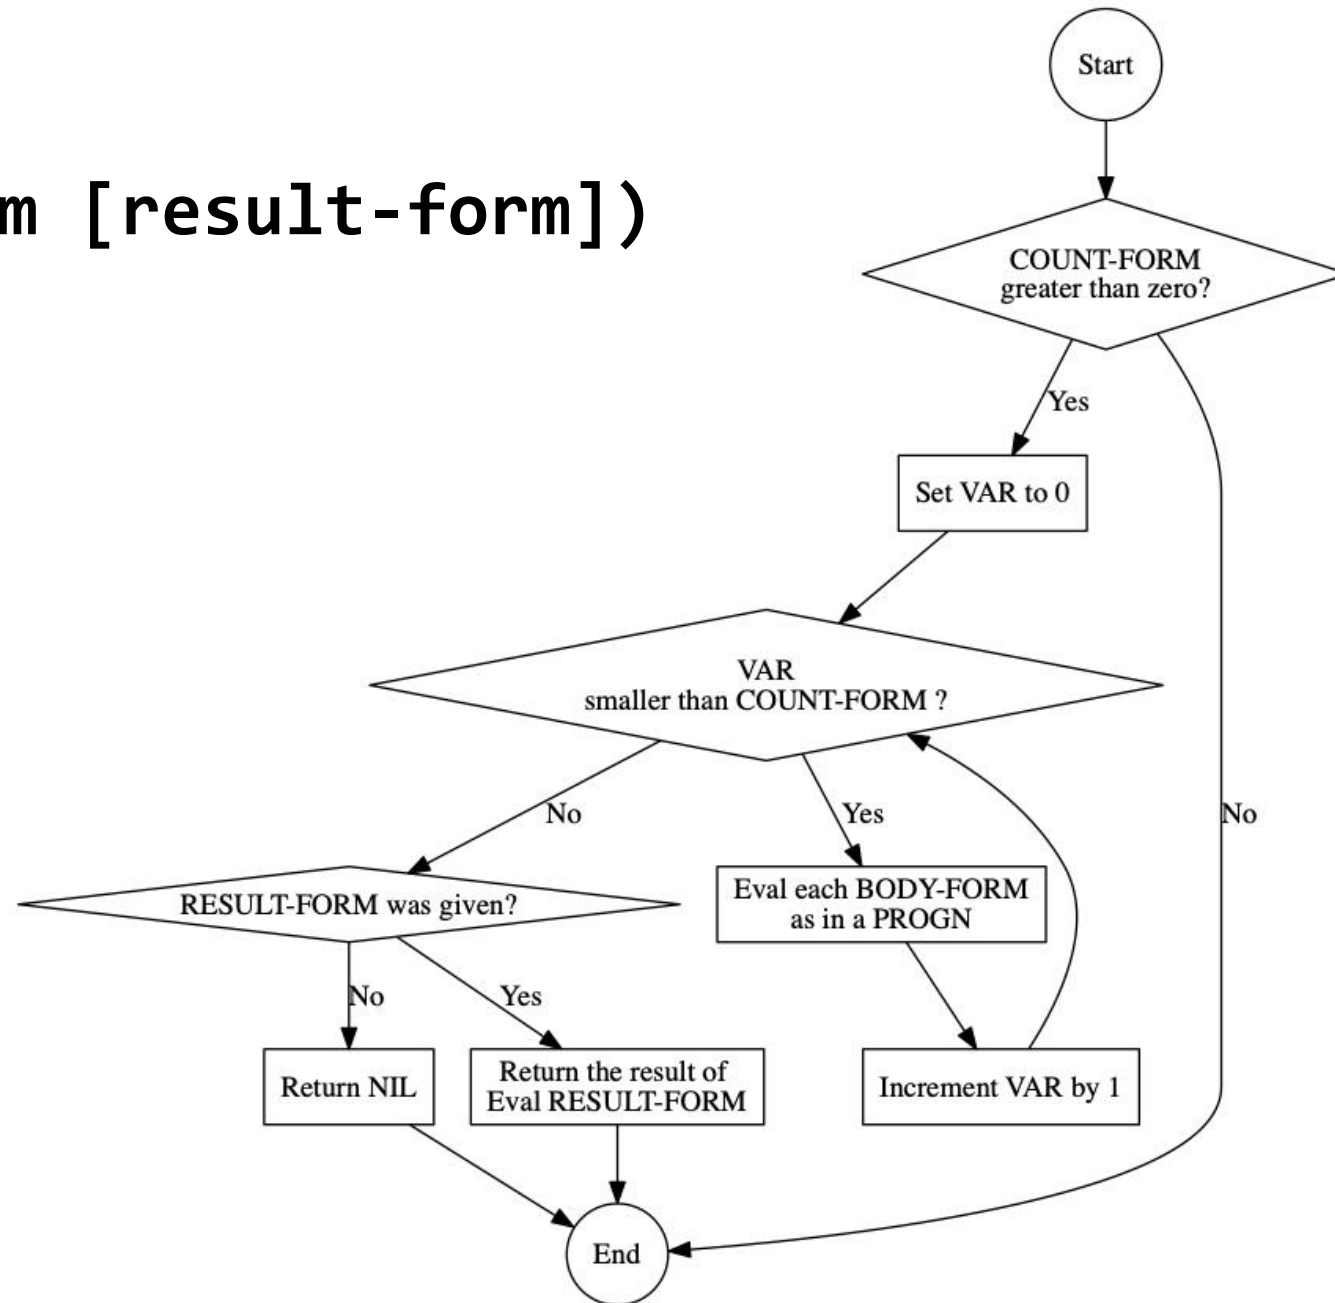 Start
m [result-form])
COUNT-FORM
greater than zero?
Yes
Set VAR to 0
VAR
smaller than COUNT-FORM ?
No
Yes
No
RESULT-FORM was given?
Eval each BODY-FORM
as in a PROGN
No
Yes
Return NIL
Return the result of
Eval RESULT-FORM
Increment VAR by 1
End